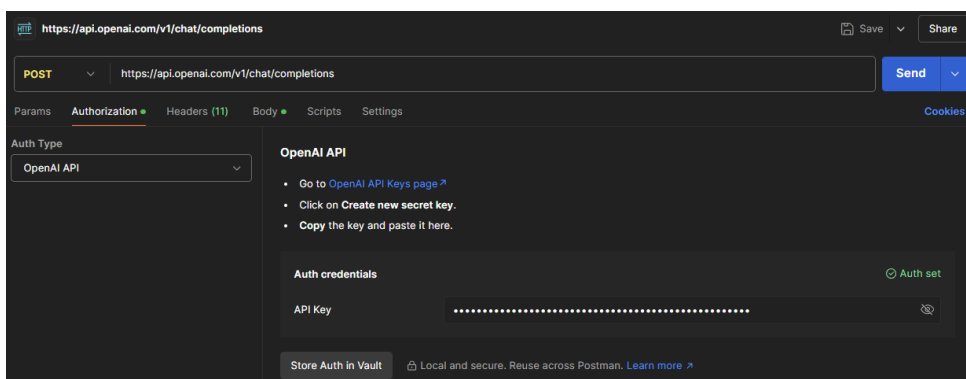 HTTP https://api.openai.com/v1/chat/completions Save Share
POST https://api.openai.com/v1/chat/completions Send
Params Authorization Headers (11) Body Scripts Settings Cookies
Auth Type
OpenAI API
OpenAI API
• Go to OpenAI API Keys page↗
• Click on Create new secret key.
• Copy the key and paste it here.
Auth credentials Auth set
API Key
Store Auth in Vault Local and secure. Reuse across Postman. Learn more ↗